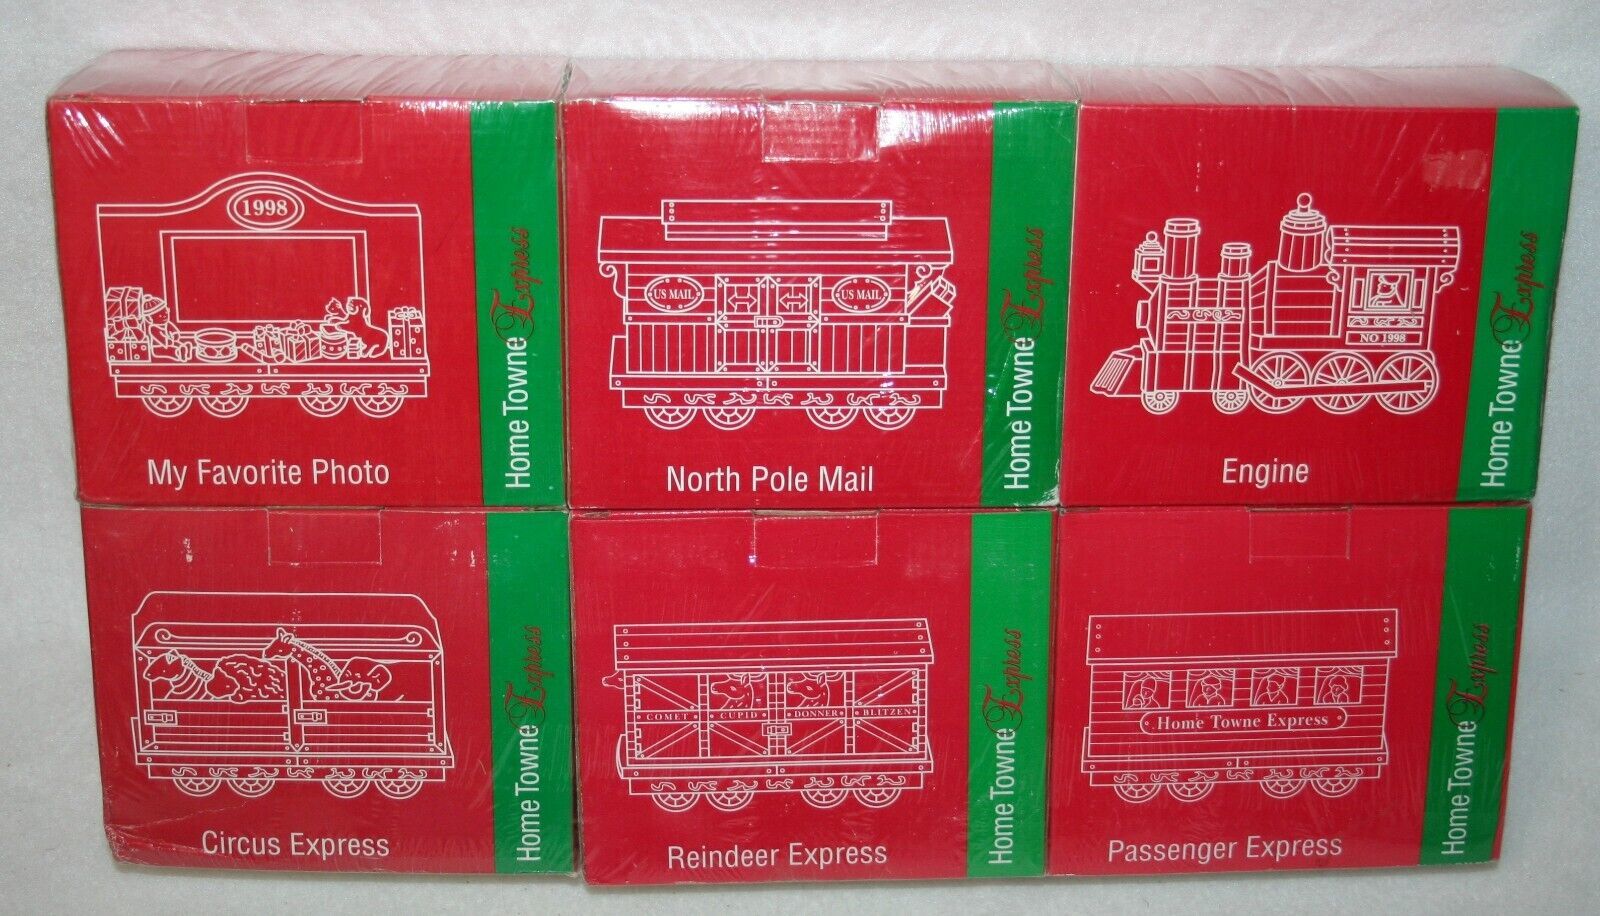 1998
My Favorite Photo
Home Towne Express
US MAIL
US MAIL
North Pole Mail
Home Towne Express
NO 1998
Engine
Home Towne Express
Circus Express
Home Towne Express
COMET CUPID DONNER BLITZEN
Reindeer Express
Home Towne Express
Home Towne Express
Passenger Express
Home Towne Express